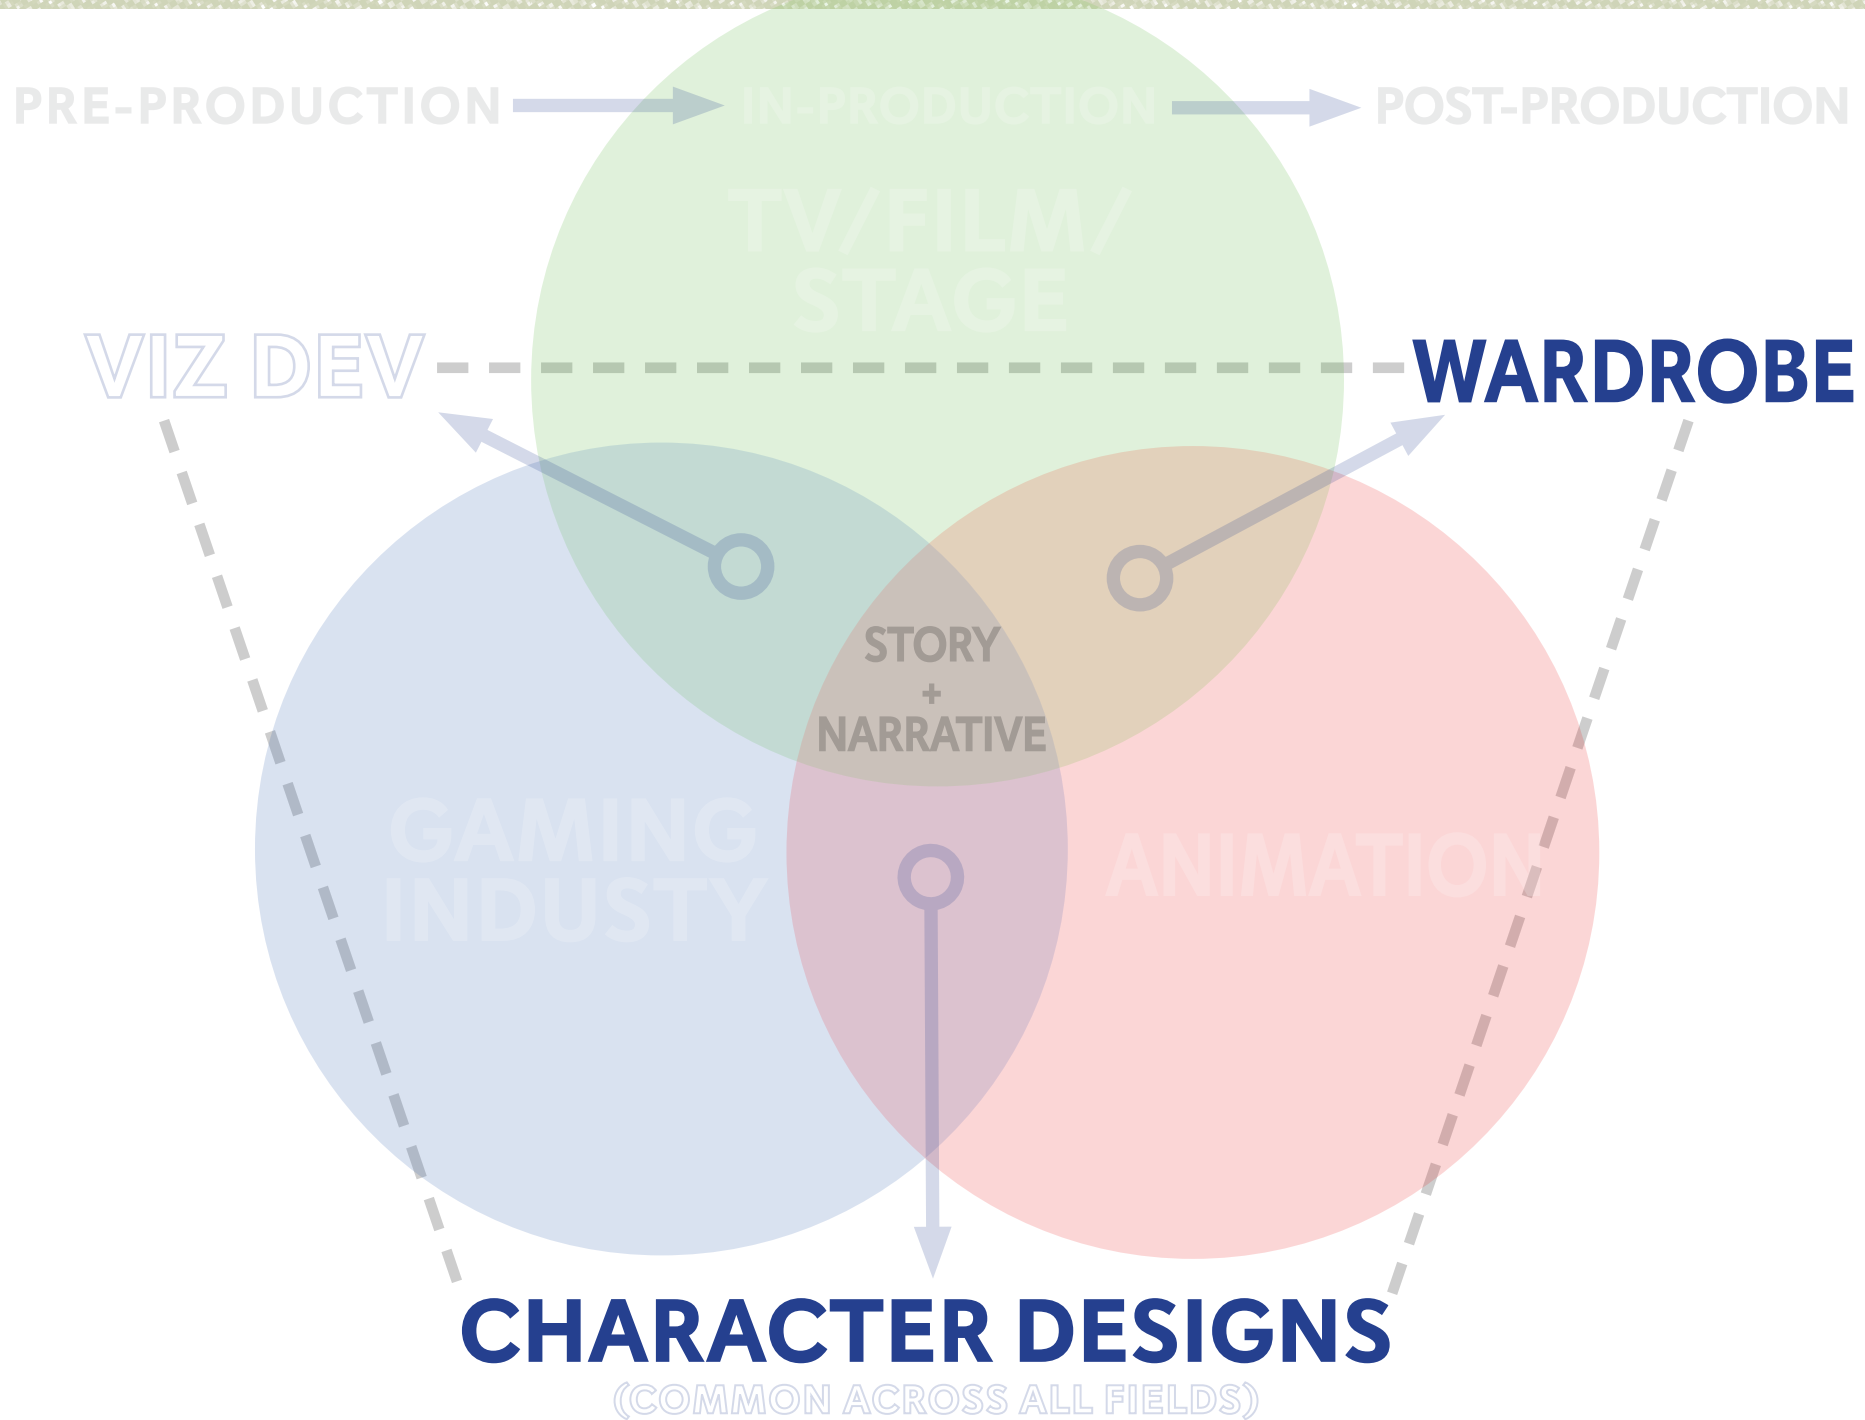 PRE-PRODUCTION IN-PRODUCTION POST-PRODUCTION
TV/FILM/
STAGE
VIZ DEV WARDROBE
STORY
+
NARRATIVE
GAMING
INDUSTY
ANIMATION
CHARACTER DESIGNS
(COMMON ACROSS ALL FIELDS)